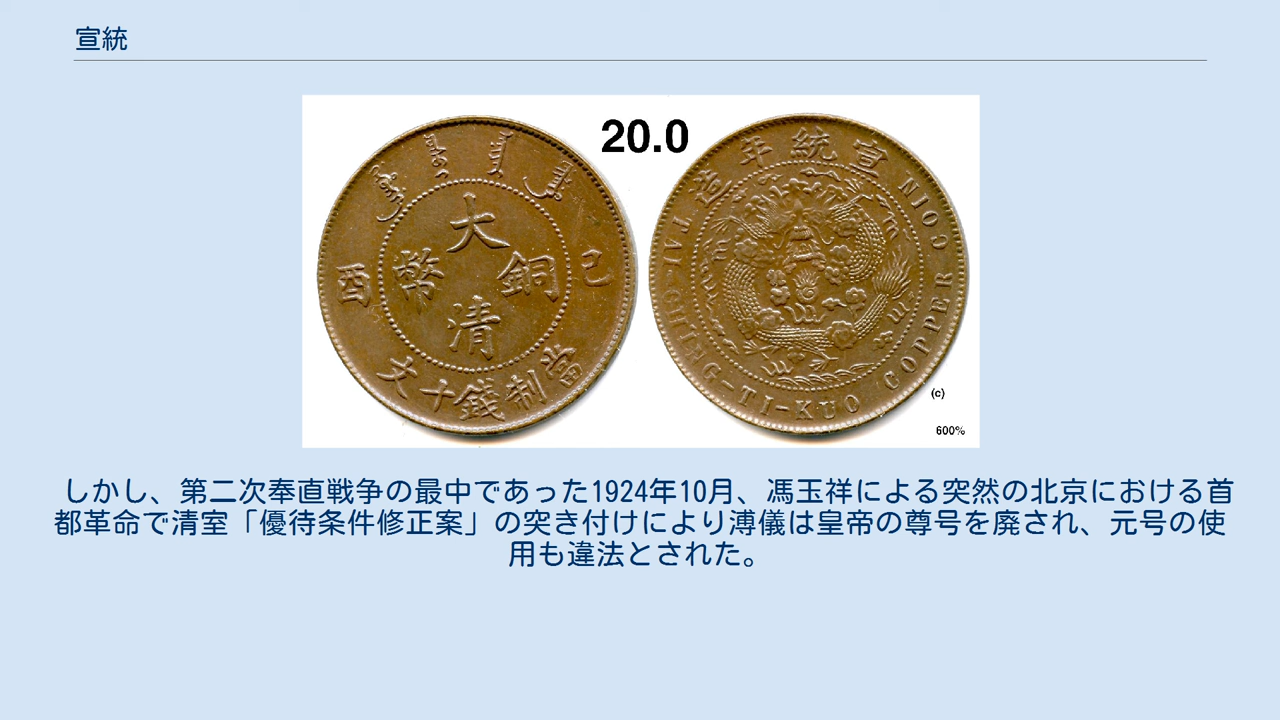 宣統
20.0
大
幣 銅
清
酉 己
文十錢制當
造年統宣
TAI-CHING-TI-KUO COPPER COIN
(c)
600%
しかし、第二次奉直戦争の最中であった1924年10月、馮玉祥による突然の北京における首
都革命で清室「優待条件修正案」の突き付けにより溥儀は皇帝の尊号を廃され、元号の使
用も違法とされた。